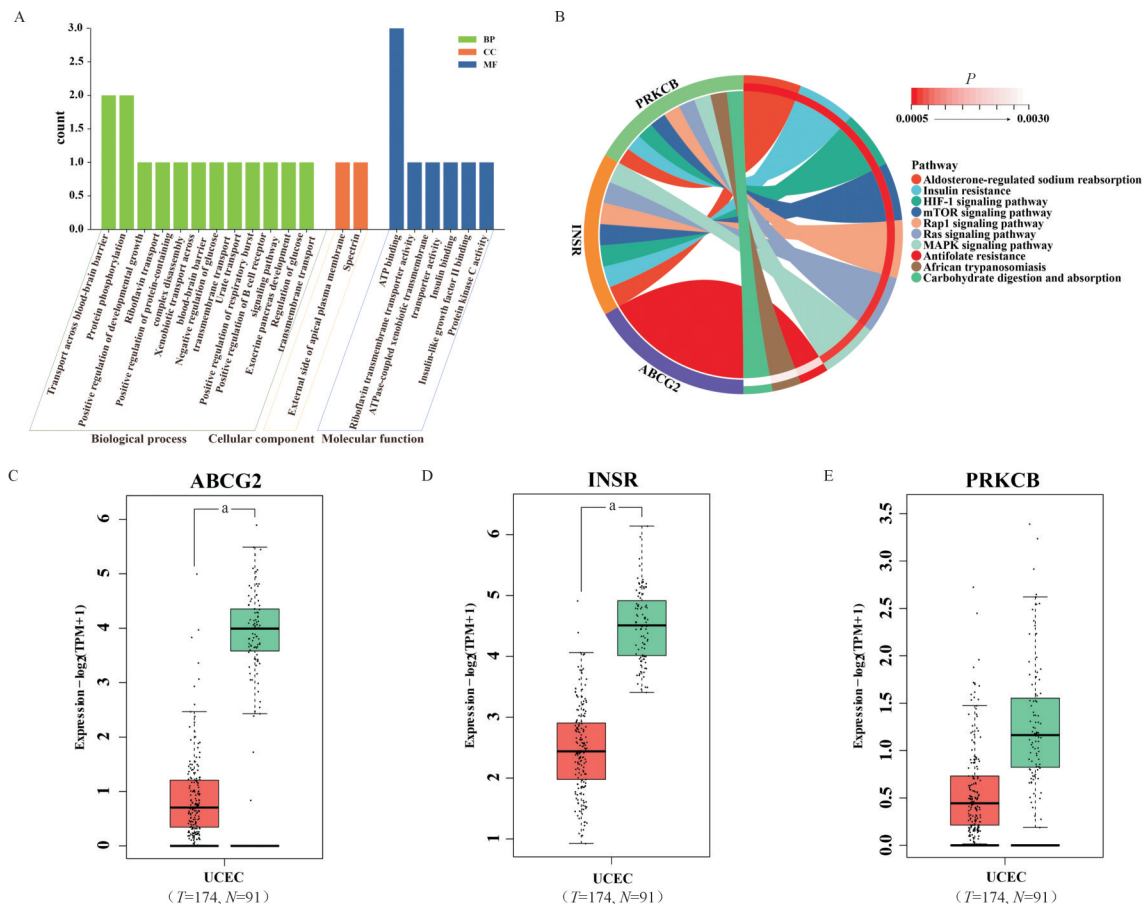 A
3.0
2.5
2.0
1.5
1.0
0.5
0.0
count
BP
CC
MF
Transport across blood-brain barrier
Protein phosphorylation
Positive regulation of developmental growth
Riboflavin transport
Positive regulation of protein-containing
complex disassembly
Xenobiotic transport across
blood-brain barrier
Negative regulation of glucose
transmembrane transport
Urate transport
Positive regulation of respiratory burst
Positive regulation of B cell receptor
signaling pathway
Exocrine pancreas development
Regulation of glucose
transmembrane transport
External side of apical plasma membrane
Spectrin
ATP binding
Riboflavin transmembrane transporter activity
ATPase-coupled xenobiotic transmembrane
transporter activity
Insulin binding
Insulin-like growth factor II binding
Protein kinase C activity
Biological process
Cellular component
Molecular function
B
PRKCB
INSR
ABCG2
P
0.0005
0.0030
Pathway
Aldosterone-regulated sodium reabsorption
Insulin resistance
HIF-1 signaling pathway
mTOR signaling pathway
Rap1 signaling pathway
Ras signaling pathway
MAPK signaling pathway
Antifolate resistance
African trypanosomiasis
Carbohydrate digestion and absorption
C
ABCG2
a
6
5
4
3
2
1
0
Expression−log2(TPM+1)
UCEC
(T=174, N=91)
D
INSR
a
6
5
4
3
2
1
Expression−log2(TPM+1)
UCEC
(T=174, N=91)
E
PRKCB
3.5
3.0
2.5
2.0
1.5
1.0
0.5
0.0
Expression−log2(TPM+1)
UCEC
(T=174, N=91)